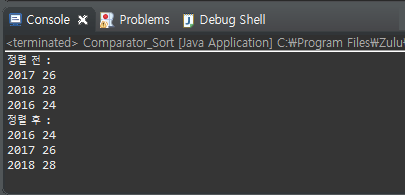 Console Problems Debug Shell
<terminated> Comparator_Sort [Java Application] C:₩Program Files₩Zulu₩
정렬 전 :
2017 26
2018 28
2016 24
정렬 후 :
2016 24
2017 26
2018 28